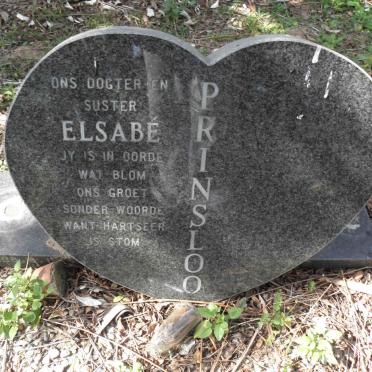 ONS DOGTER EN
SUSTER
ELSABÉ
JY IS IN OORDE
WAT BLOM
ONS GROET
SONDER WOORDE
WANT HARTSEER
IS STOM
PRINSLOO